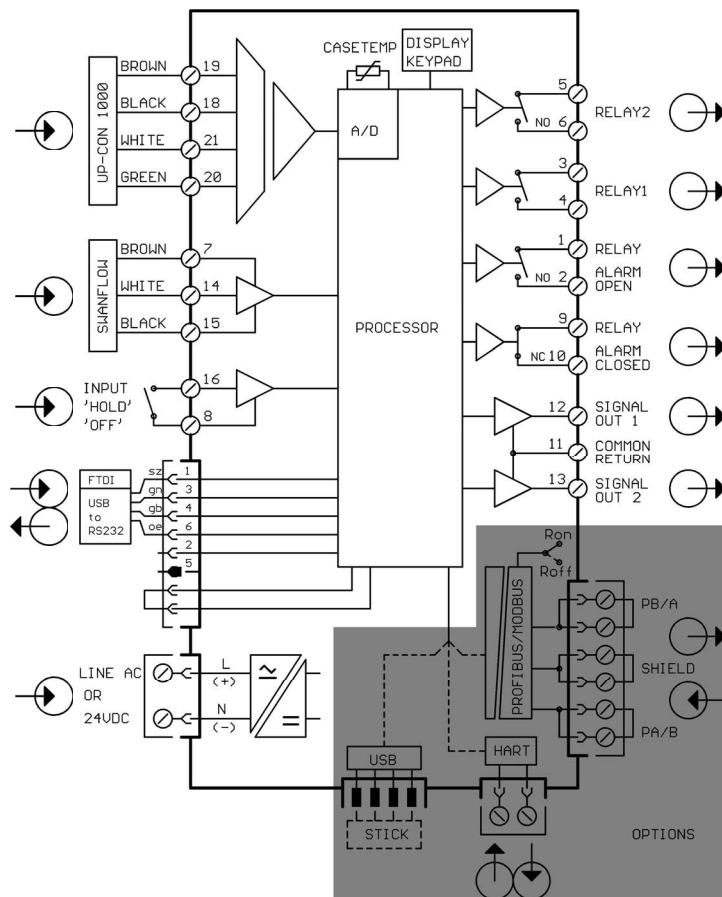 CASETEMP
DISPLAY
KEYPAD
A/D
PROCESSOR
UP-CON 1000
BROWN 19
BLACK 18
WHITE 21
GREEN 20
SWANFLOW
BROWN 7
WHITE 14
BLACK 15
INPUT
'HOLD'
'OFF'
16
8
FTDI
USB
to
RS232
sz 1
gn 3
gb 4
oe 6
2
5
LINE AC
OR
24VDC
L
(+)
N
(-)
5
NO 6
RELAY2
3
4
RELAY1
1
NO 2
RELAY
ALARM
OPEN
9
NC 10
RELAY
ALARM
CLOSED
12
SIGNAL
OUT 1
11
COMMON
RETURN
13
SIGNAL
OUT 2
Ron
Roff
PROFIBUS/MODBUS
PB/A
SHIELD
PA/B
USB
STICK
HART
OPTIONS